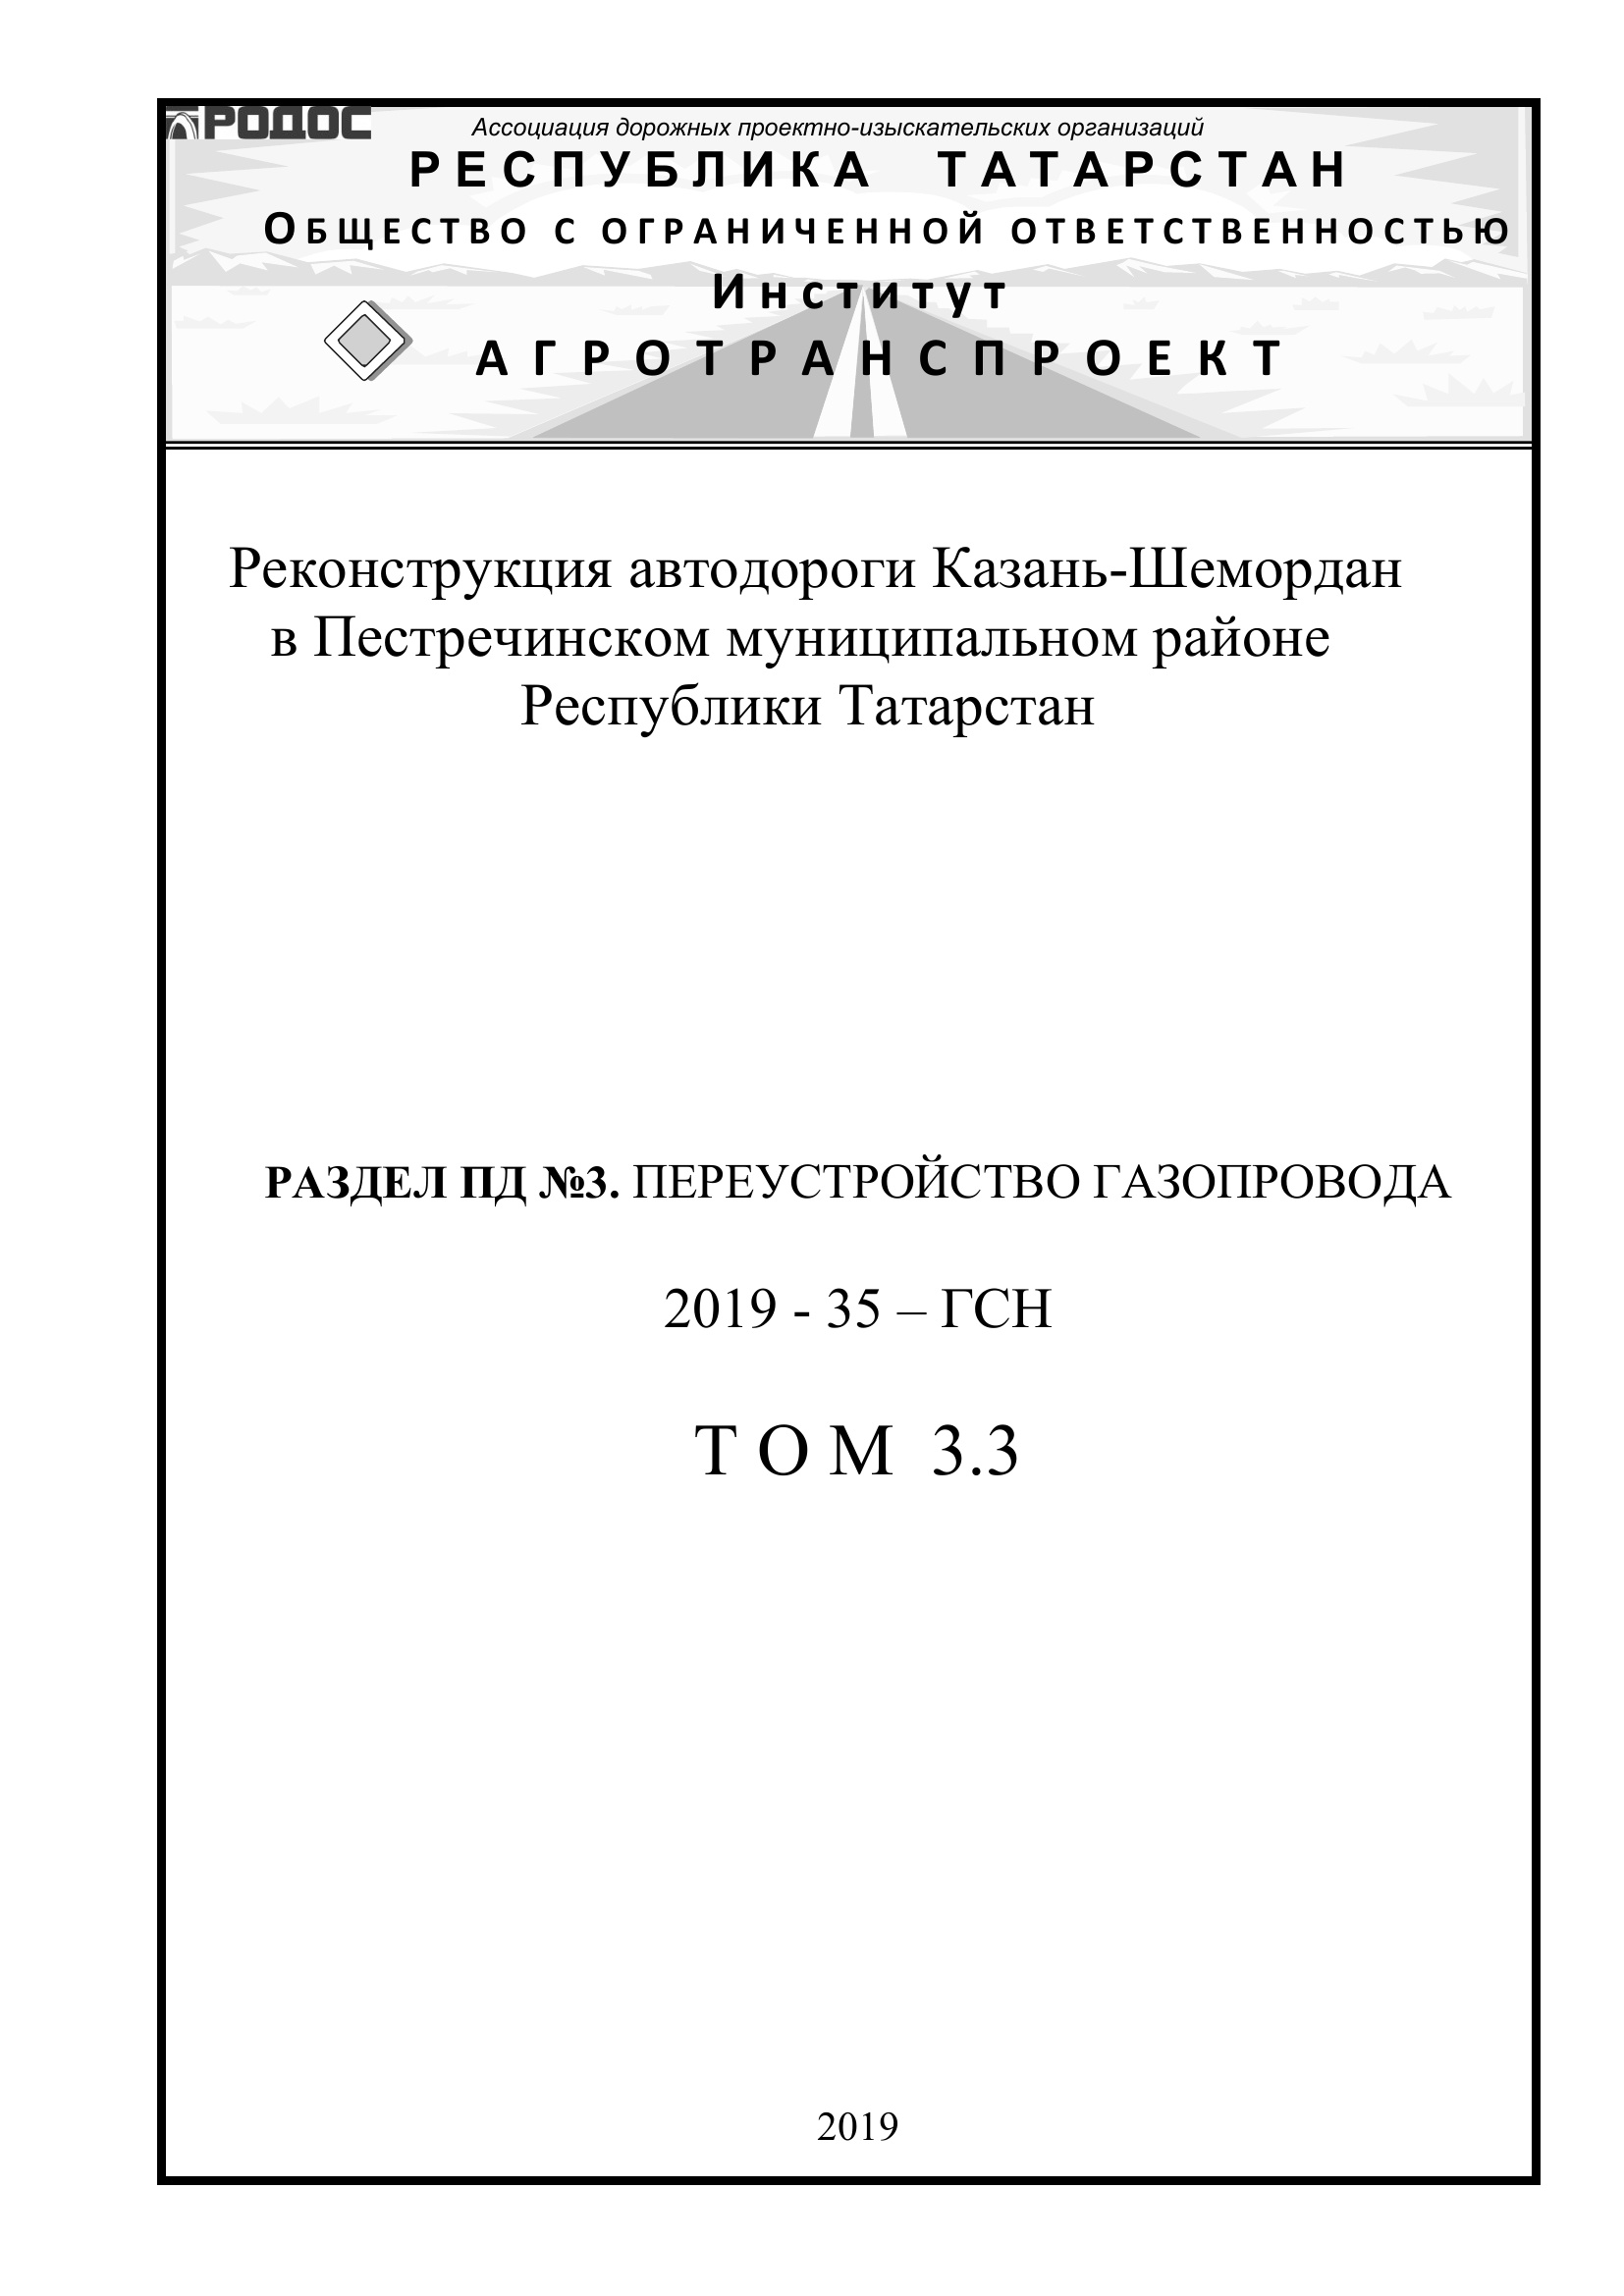 РОДОС
Ассоциация дорожных проектно-изыскательских организаций
РЕСПУБЛИКА ТАТАРСТАН
ОБЩЕСТВО С ОГРАНИЧЕННОЙ ОТВЕТСТВЕННОСТЬЮ
Институт
АГРОТРАНСПРОЕКТ
Реконструкция автодороги Казань-Шемордан
в Пестречинском муниципальном районе
Республики Татарстан
РАЗДЕЛ ПД №3. ПЕРЕУСТРОЙСТВО ГАЗОПРОВОДА
2019 - 35 – ГСН
Т О М 3.3
2019